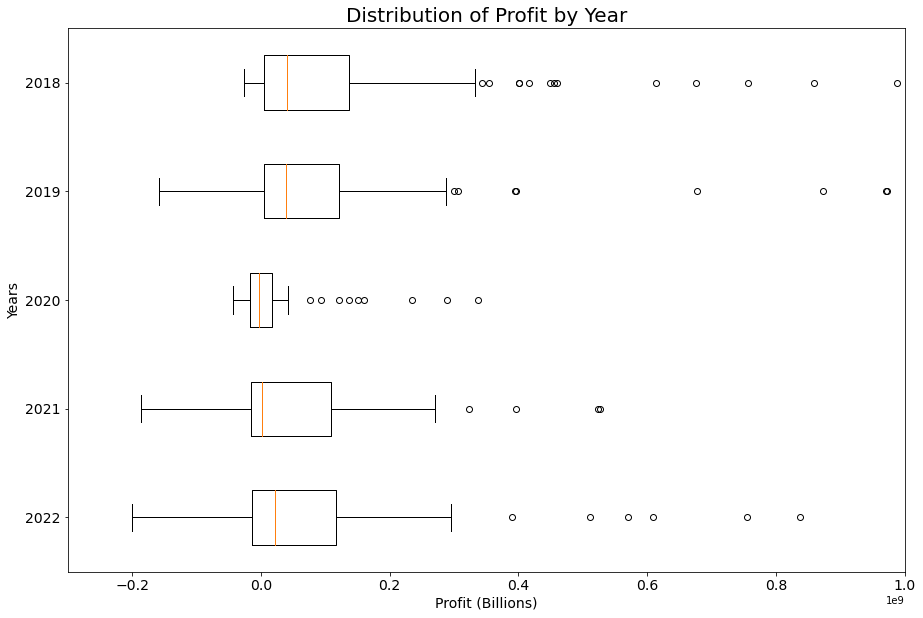 Distribution of Profit by Year
Years
2018
2019
2020
2021
2022
−0.2 0.0 0.2 0.4 0.6 0.8 1.0
1e9
Profit (Billions)